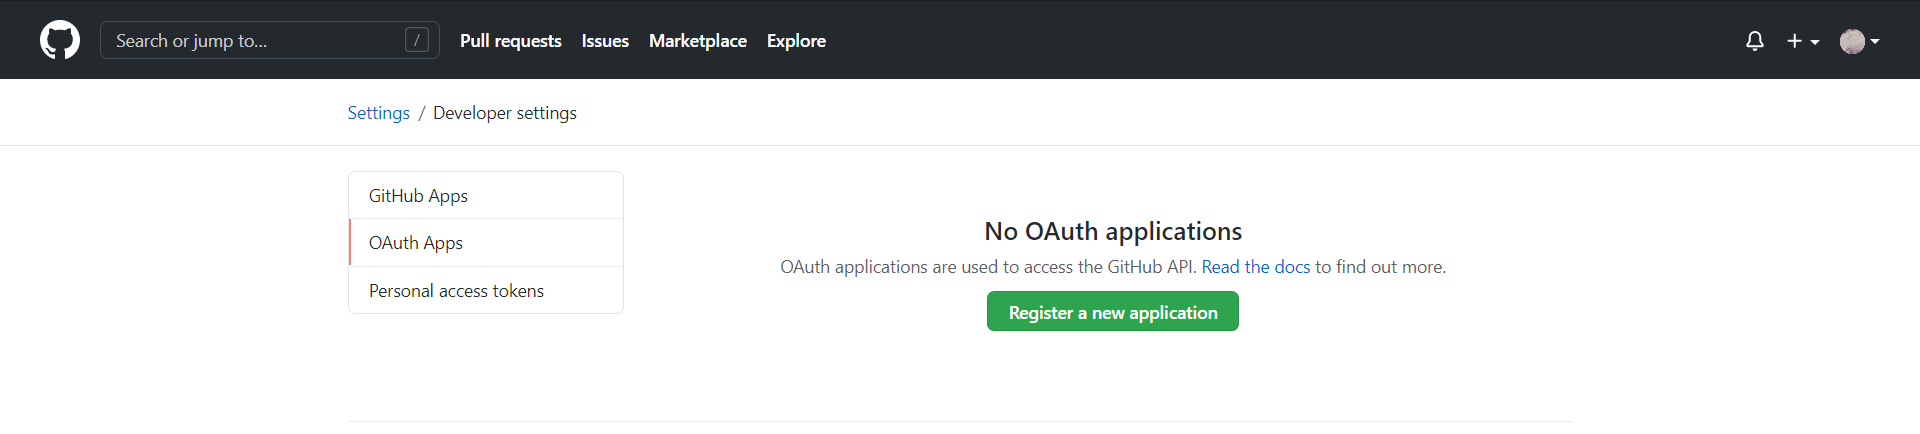 Search or jump to... /
Pull requests Issues Marketplace Explore
Settings / Developer settings
GitHub Apps
OAuth Apps
Personal access tokens
No OAuth applications
OAuth applications are used to access the GitHub API. Read the docs to find out more.
Register a new application